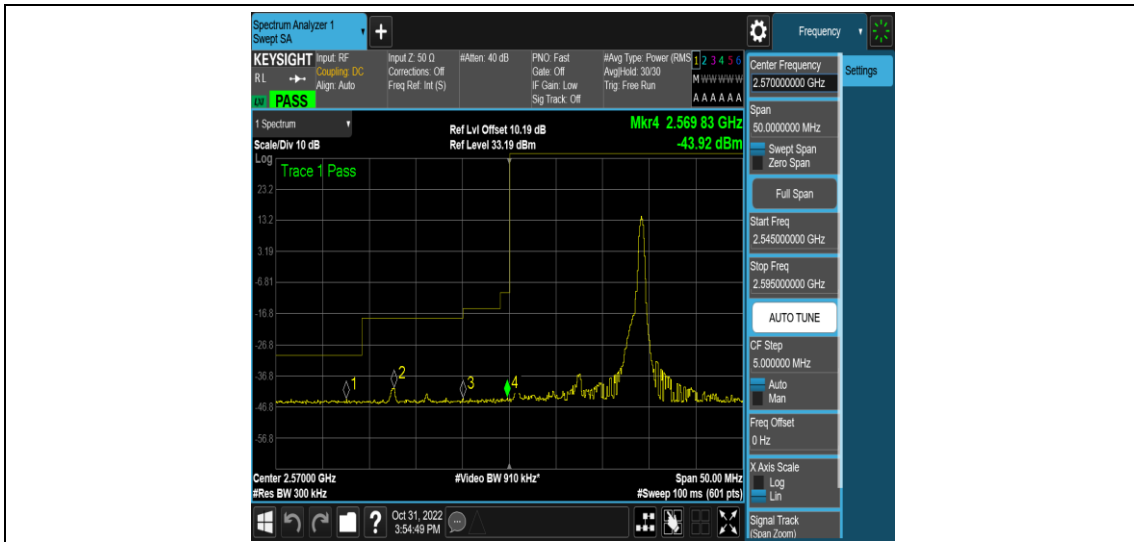 Spectrum Analyzer 1
Swept SA
+
Frequency
KEYSIGHT
RL
PASS
Input: RF
Coupling: DC
Align: Auto
Input Z: 50 Ω
Corrections: Off
Freq Ref: Int (S)
#Atten: 40 dB
PNO: Fast
Gate: Off
IF Gain: Low
Sig Track: Off
#Avg Type: Power (RMS
Avg|Hold: 30/30
Trig: Free Run
1 2 3 4 5 6
M W W W W W
A A A A A A
1 Spectrum
Scale/Div 10 dB
Ref Lvl Offset 10.19 dB
Ref Level 33.19 dBm
Mkr4 2.569 83 GHz
-43.92 dBm
Log
Trace 1 Pass
23.2
13.2
3.19
-6.81
-16.8
-26.8
-36.8
-46.8
-56.8
1
2
3
4
Center 2.57000 GHz
#Res BW 300 kHz
#Video BW 910 kHz*
Span 50.00 MHz
#Sweep 100 ms (601 pts)
?
Oct 31, 2022
3:54:49 PM
Center Frequency
2.570000000 GHz
Settings
Span
50.0000000 MHz
Swept Span
Zero Span
Full Span
Start Freq
2.545000000 GHz
Stop Freq
2.595000000 GHz
AUTO TUNE
CF Step
5.000000 MHz
Auto
Man
Freq Offset
0 Hz
X Axis Scale
Log
Lin
Signal Track
(Span Zoom)